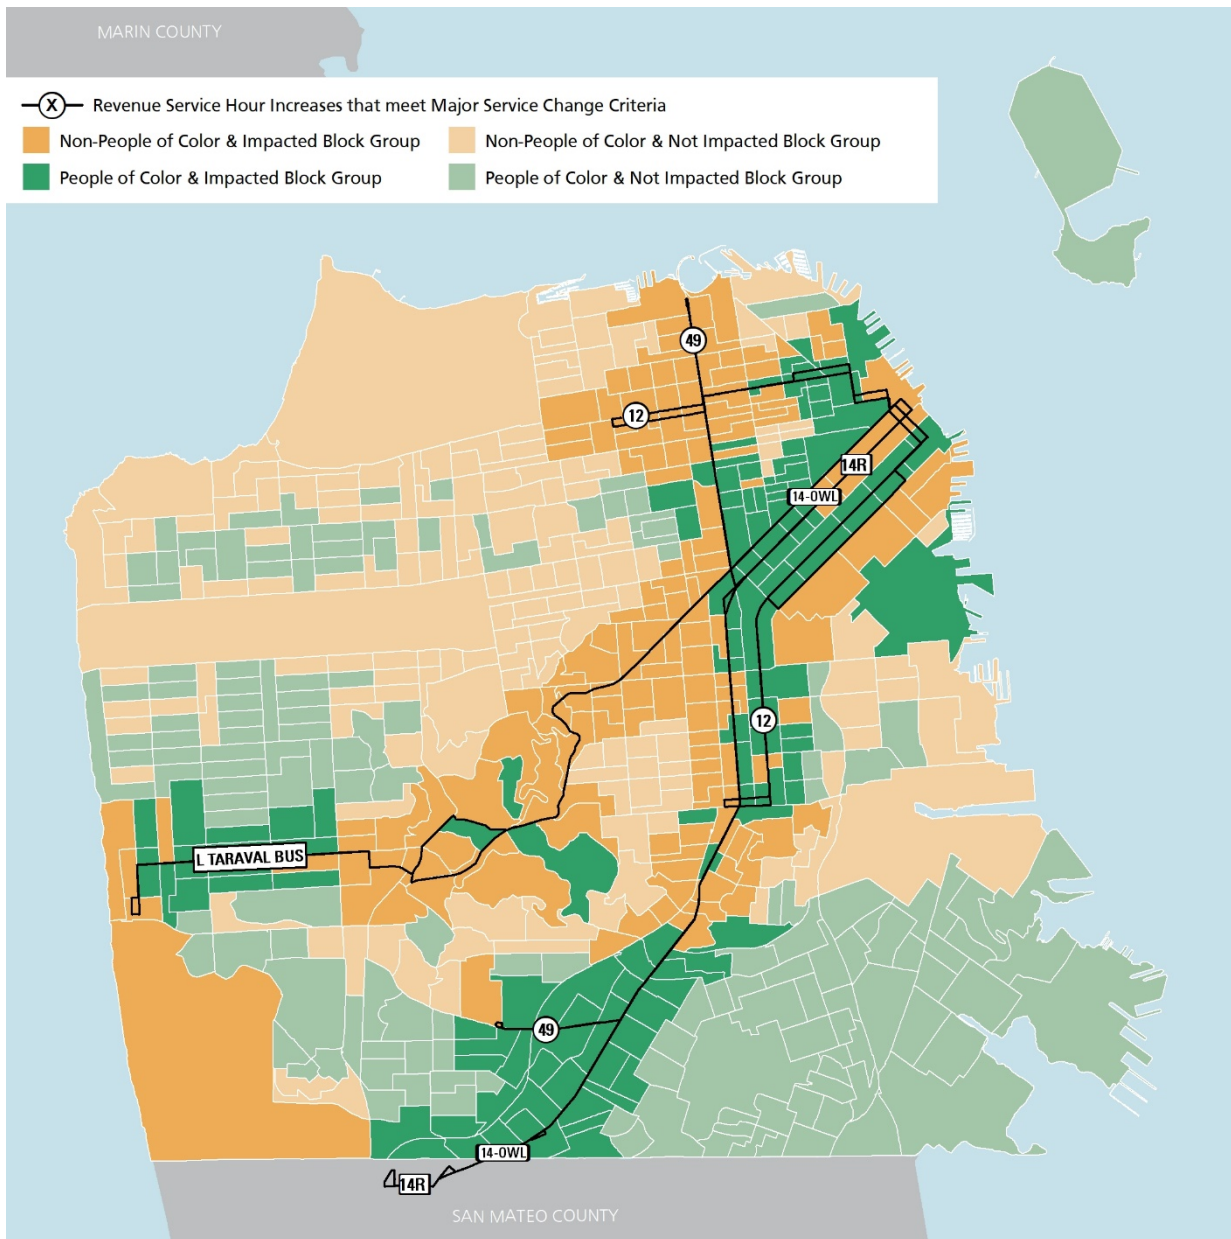 MARIN COUNTY
X Revenue Service Hour Increases that meet Major Service Change Criteria
Non-People of Color & Impacted Block Group
Non-People of Color & Not Impacted Block Group
People of Color & Impacted Block Group
People of Color & Not Impacted Block Group
49
12
14R
14-OWL
12
L TARAVAL BUS
49
14-OWL
14R
SAN MATEO COUNTY